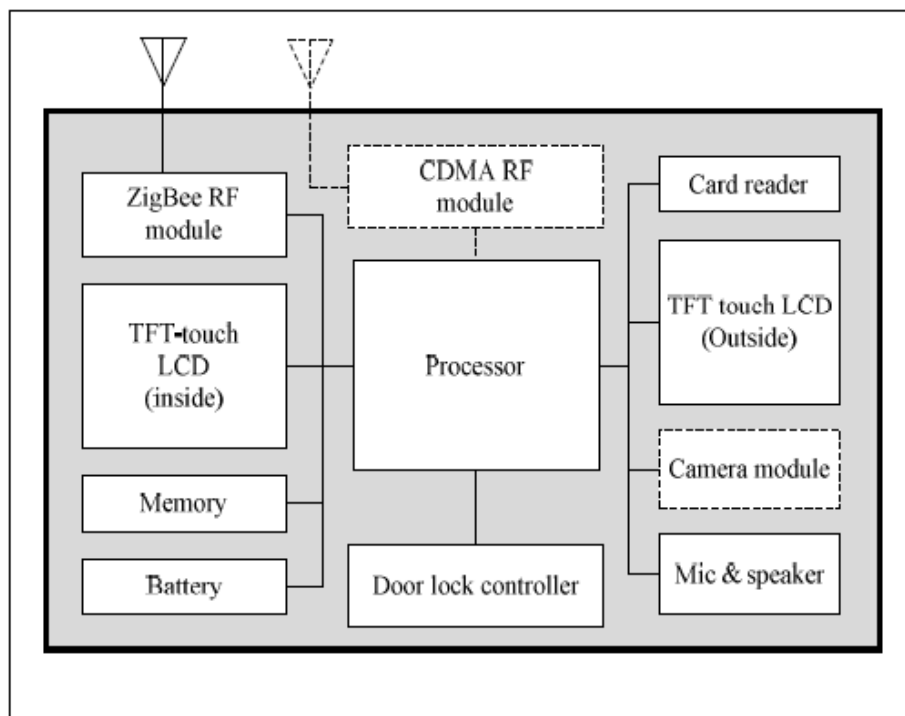 ZigBee RF
module
CDMA RF
module
Card reader
TFT-touch
LCD
(inside)
Processor
TFT touch LCD
(Outside)
Memory
Camera module
Battery
Door lock controller
Mic & speaker